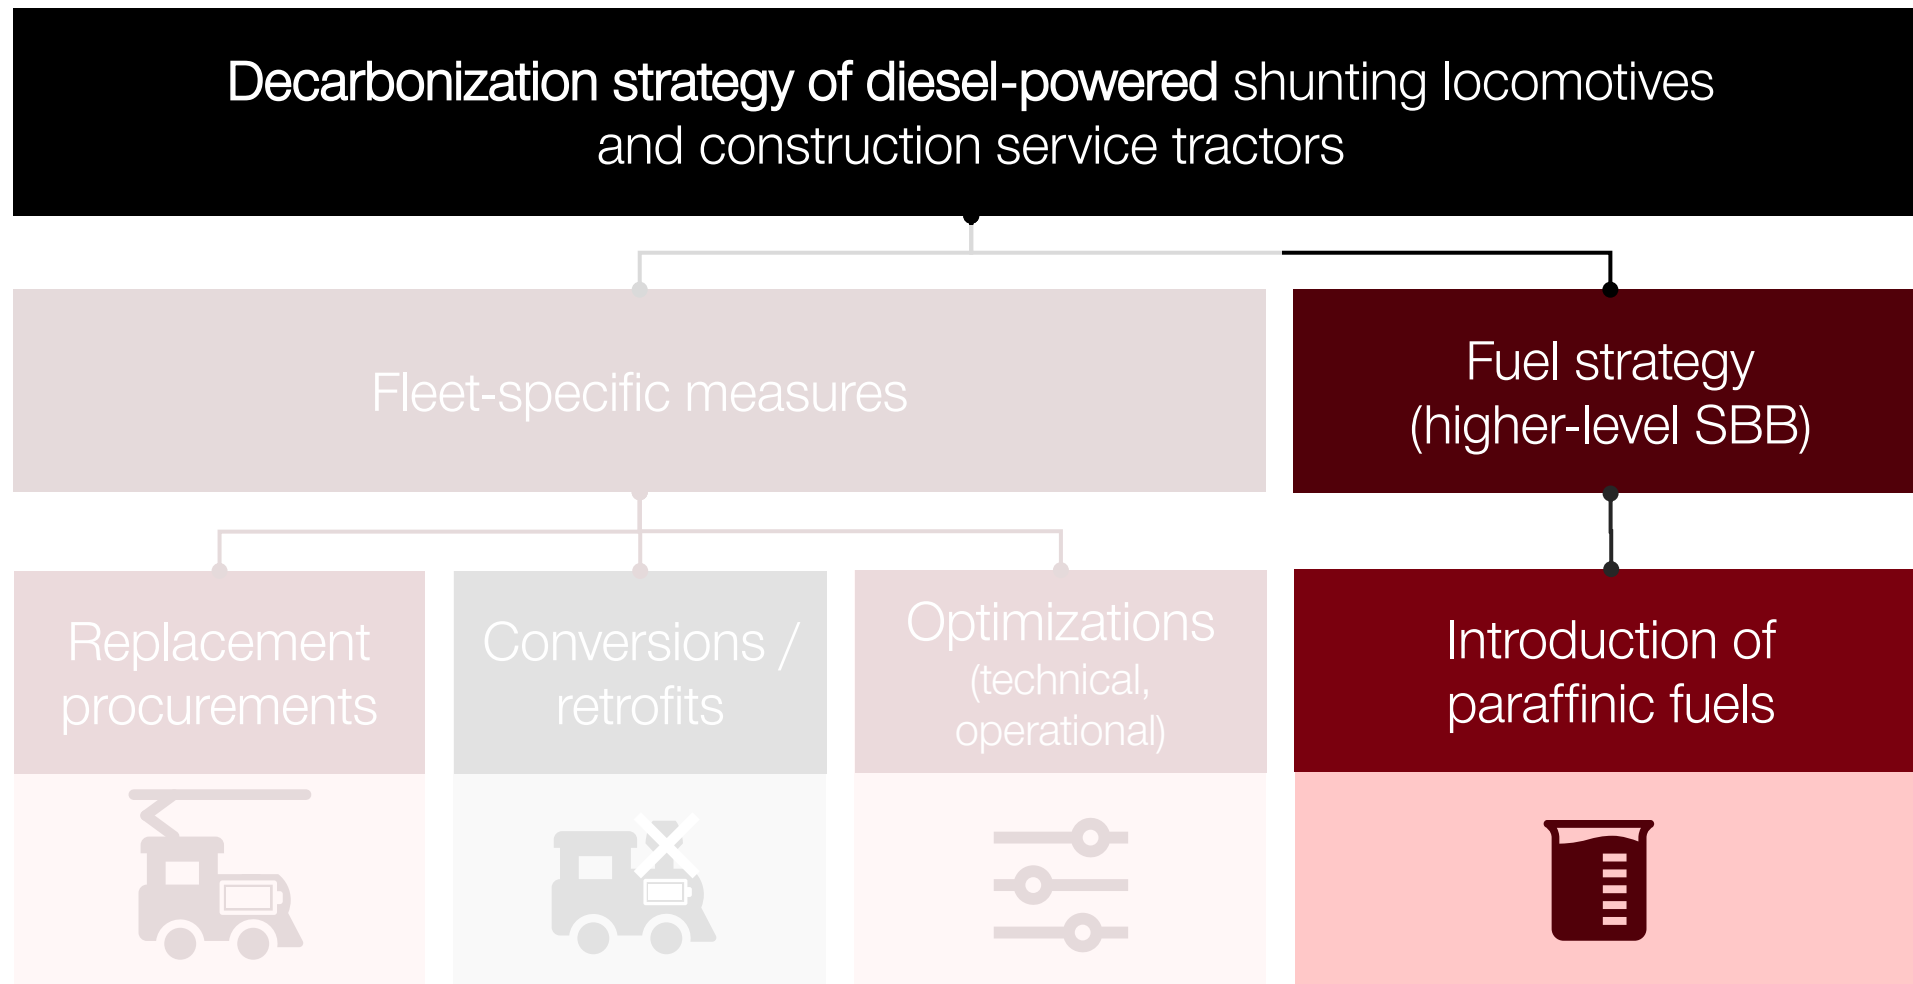 Decarbonization strategy of diesel-powered shunting locomotives
and construction service tractors
Fleet-specific measures
Fuel strategy
(higher-level SBB)
Replacement
procurements
Conversions /
retrofits
Optimizations
(technical,
operational)
Introduction of
paraffinic fuels